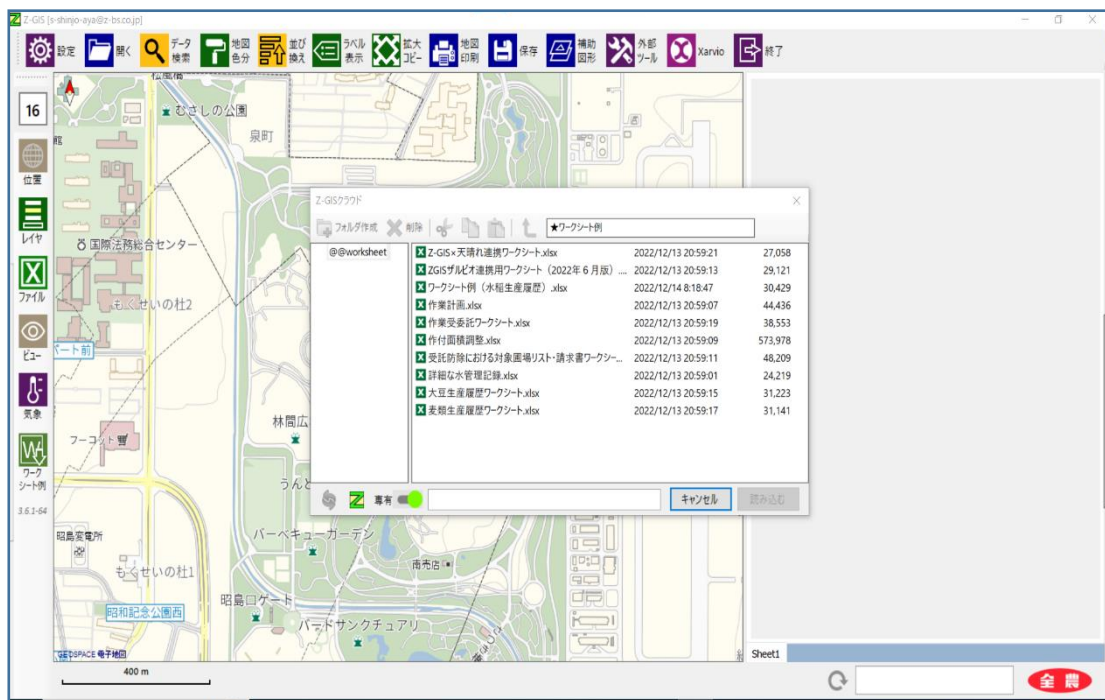 Z-GIS [s-shinjo-aya@z-bs.co.jp]
設定 開く データ検索 地図色分 並び換え ラベル表示 拡大コピー 地図印刷 保存 補助図形 外部ツール Xarvio 終了
16
位置
レイヤ
ファイル
ビュー
気象
ワークシート例
3.6.1-64
むさしの公園
泉町
国際法務総合センター
もくせいの杜2
ート前
フーコット
林間広
うんど
昭島変電所
もくせいの杜1
昭和記念公園西
昭島口ゲート
バーベキューガーデン
南売店
バードサンクチュアリ
GEOSPACE 電子地図
400 m
Z-GISクラウド
フォルダ作成 削除 ★ワークシート例
@@worksheet
Z-GIS×天晴れ連携ワークシート.xlsx 2022/12/13 20:59:21 27,058
ZGISザルビオ連携用ワークシート（2022年6月版）.... 2022/12/13 20:59:13 29,121
ワークシート例（水稲生産履歴）.xlsx 2022/12/14 8:18:47 30,429
作業計画.xlsx 2022/12/13 20:59:07 44,436
作業受委託ワークシート.xlsx 2022/12/13 20:59:19 38,553
作付面積調整.xlsx 2022/12/13 20:59:09 573,978
受託防除における対象圃場リスト・請求書ワークシー... 2022/12/13 20:59:11 48,209
詳細な水管理記録.xlsx 2022/12/13 20:59:01 24,219
大豆生産履歴ワークシート.xlsx 2022/12/13 20:59:15 31,223
麦類生産履歴ワークシート.xlsx 2022/12/13 20:59:17 31,141
専有 キャンセル 読み込む
Sheet1
全農